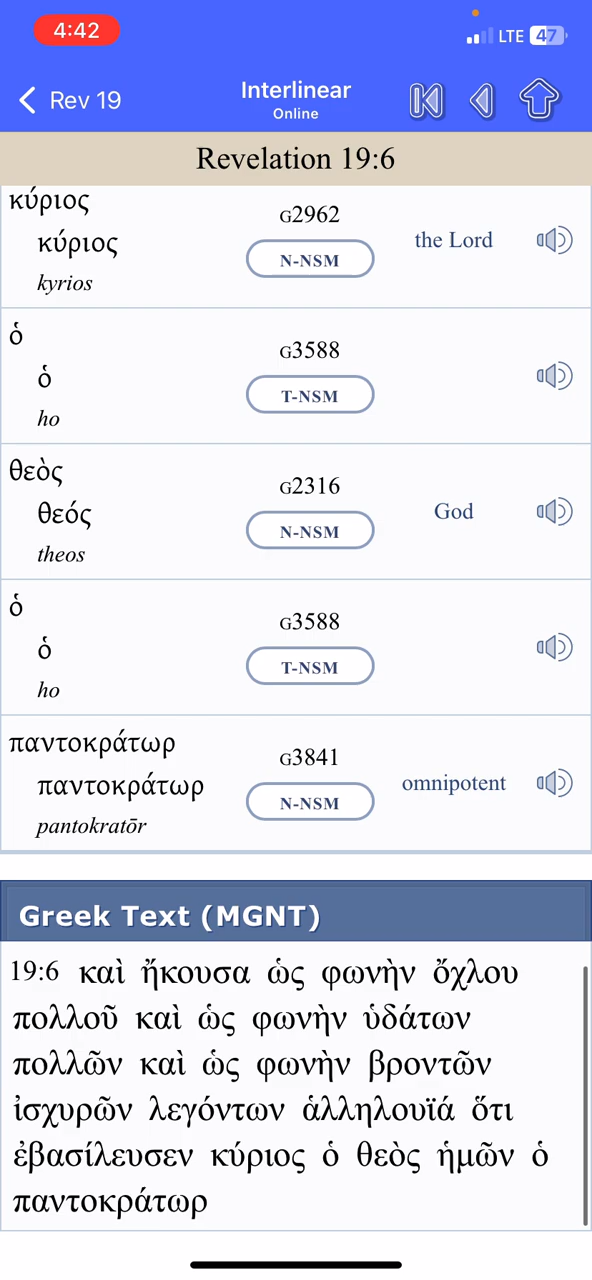 4:42
LTE 47
Rev 19
Interlinear
Online
Revelation 19:6
κύριος
κύριος
kyrios
G2962
N-NSM
the Lord
ὁ
ὁ
ho
G3588
T-NSM
θεὸς
θεός
theos
G2316
N-NSM
God
ὁ
ὁ
ho
G3588
T-NSM
παντοκράτωρ
παντοκράτωρ
pantokratōr
G3841
N-NSM
omnipotent
Greek Text (MGNT)
19:6 καὶ ἤκουσα ὡς φωνὴν ὄχλου
πολλοῦ καὶ ὡς φωνὴν ὑδάτων
πολλῶν καὶ ὡς φωνὴν βροντῶν
ἰσχυρῶν λεγόντων ἁλληλουϊά ὅτι
ἐβασίλευσεν κύριος ὁ θεὸς ἡμῶν ὁ
παντοκράτωρ